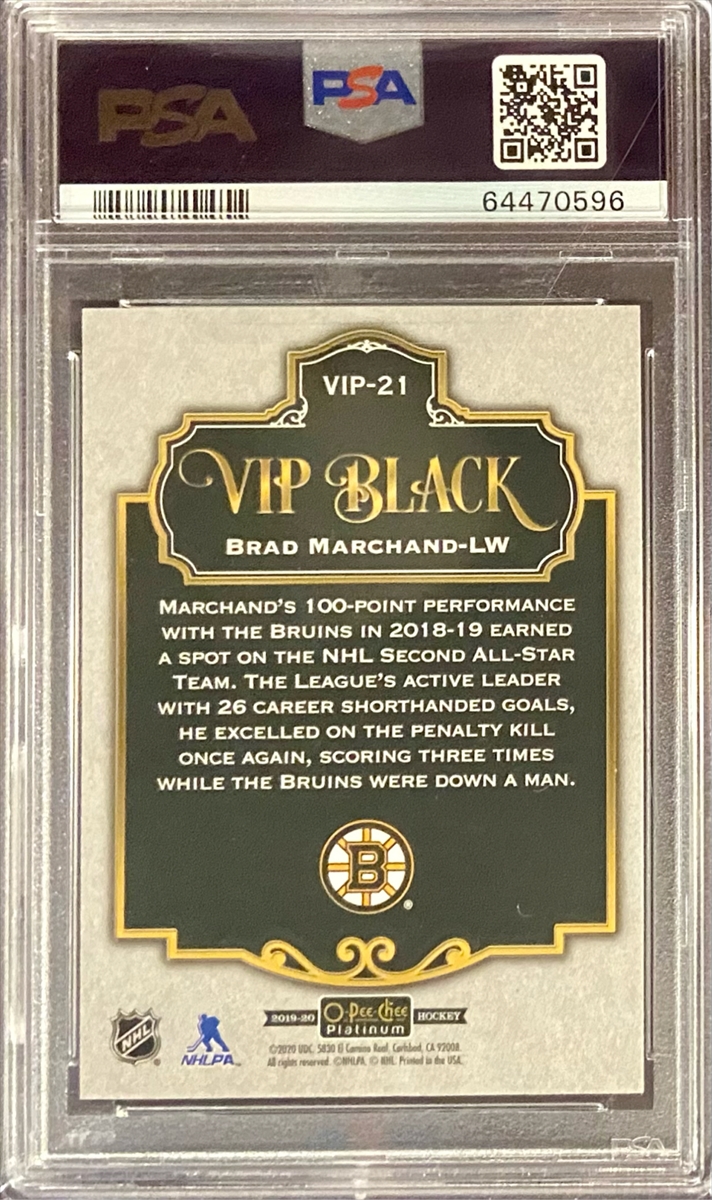 PSA
PSA
64470596
VIP-21
VIP BLACK
BRAD MARCHAND-LW
MARCHAND'S 100-POINT PERFORMANCE
WITH THE BRUINS IN 2018-19 EARNED
A SPOT ON THE NHL SECOND ALL-STAR
TEAM. THE LEAGUE'S ACTIVE LEADER
WITH 26 CAREER SHORTHANDED GOALS,
HE EXCELLED ON THE PENALTY KILL
ONCE AGAIN, SCORING THREE TIMES
WHILE THE BRUINS WERE DOWN A MAN.
B
NHL
NHLPA
2019-20 O-Pee-Chee HOCKEY
Platinum
©2020 UDC. 5830 El Camino Real, Carlsbad, CA 92008.
All rights reserved. ©NHLPA. © NHL. Printed in the USA.
PSA